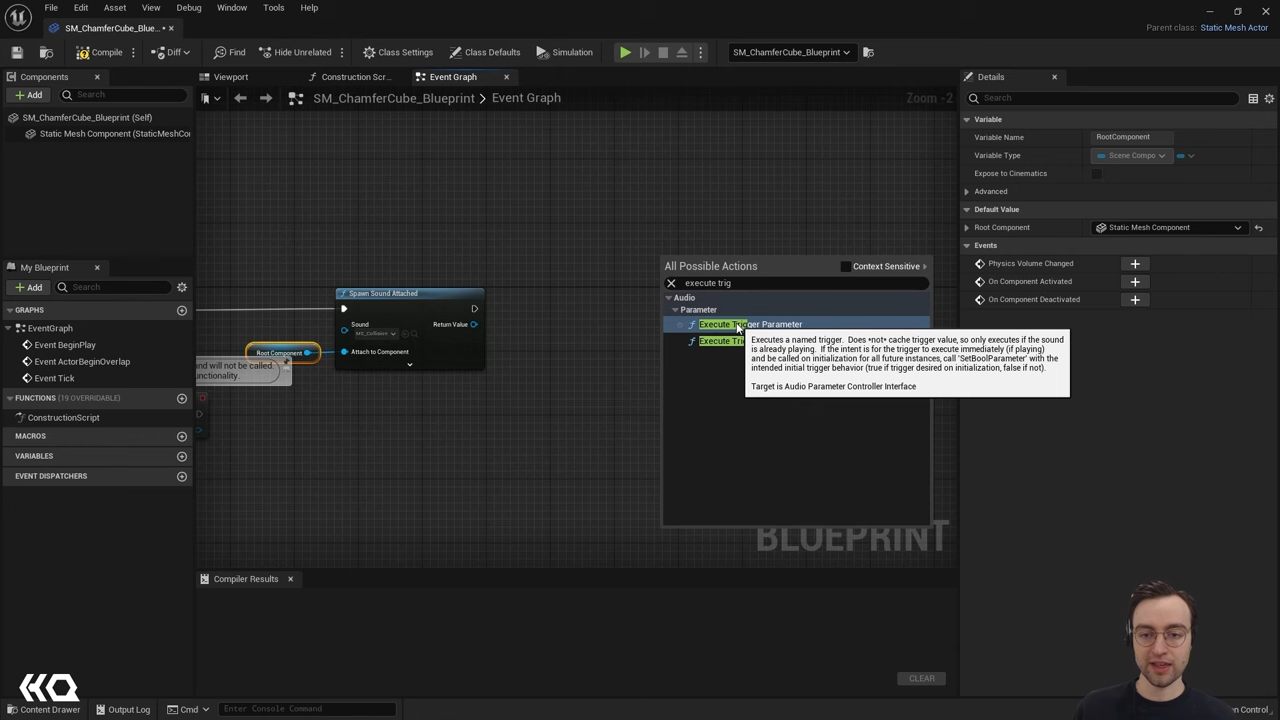 File Edit Asset View Debug Window Tools Help
SM_ChamferCube_Blue...
Parent class: Static Mesh Actor
Compile Diff Find Hide Unrelated Class Settings Class Defaults Simulation SM_ChamferCube_Blueprint
Components
Add Search
SM_ChamferCube_Blueprint (Self)
Static Mesh Component (StaticMeshCo
My Blueprint
Add Search
GRAPHS
EventGraph
Event BeginPlay
Event ActorBeginOverlap
Event Tick
FUNCTIONS (19 OVERRIDABLE)
ConstructionScript
MACROS
VARIABLES
EVENT DISPATCHERS
Viewport Construction Scr... Event Graph
SM_ChamferCube_Blueprint > Event Graph Zoom -2
Spawn Sound Attached
Sound
Return Value
Root Component
Attach to Component
und will not be called.
nctionality.
All Possible Actions Context Sensitive
execute trig
Audio
Parameter
Execute Trigger Parameter
Execute Tri
Executes a named trigger. Does *not* cache trigger value, so only executes if the sound
is already playing. If the intent is for the trigger to execute immediately (if playing)
and be called on initialization for all future instances, call 'SetBoolParameter' with the
intended initial trigger behavior (true if trigger desired on initialization, false if not).
Target is Audio Parameter Controller Interface
BLUEPRINT
Compiler Results
CLEAR
Details
Search
Variable
Variable Name RootComponent
Variable Type Scene Compo
Expose to Cinematics
Advanced
Default Value
Root Component Static Mesh Component
Events
Physics Volume Changed
On Component Activated
On Component Deactivated
Content Drawer Output Log Cmd Enter Console Command
n Control